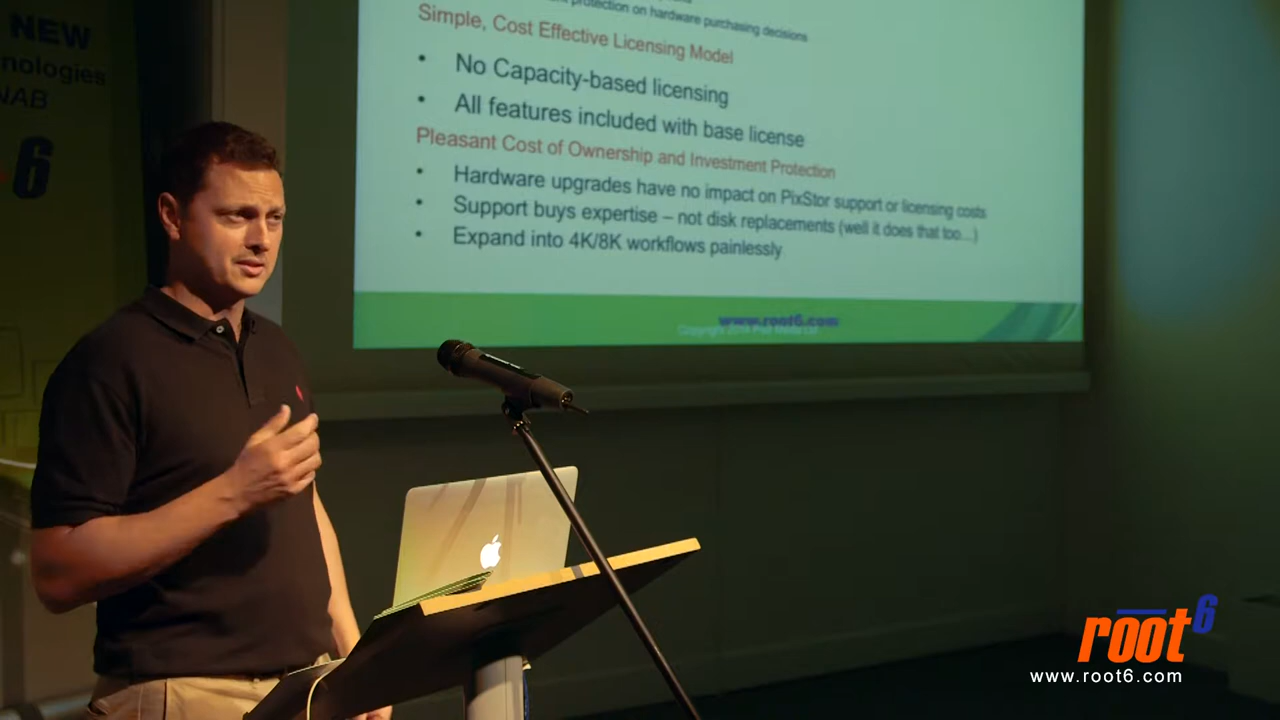 NEW
nologies
NAB
6
protection on hardware purchasing decisions
Simple, Cost Effective Licensing Model
• No Capacity-based licensing
• All features included with base license
Pleasant Cost of Ownership and Investment Protection
• Hardware upgrades have no impact on PixStor support or licensing costs
• Support buys expertise – not disk replacements (well it does that too...)
• Expand into 4K/8K workflows painlessly
www.root6.com
root6
www.root6.com